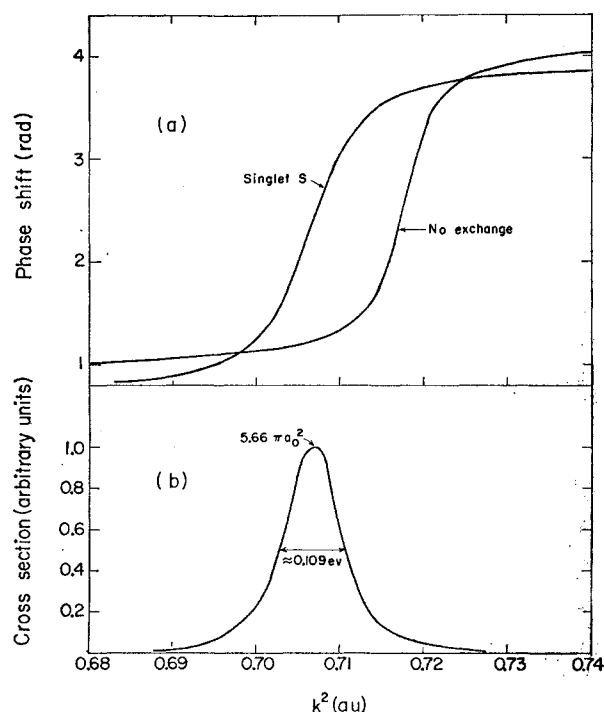 Phase shift (rad)
4
3
2
1
(a)
Singlet S
No exchange
Cross section (arbitrary units)
1.0
0.8
0.6
0.4
0.2
(b)
5.66 πa₀²
≈0.109 ev
0.68 0.69 0.70 0.71 0.72 0.73 0.74
k² (au)